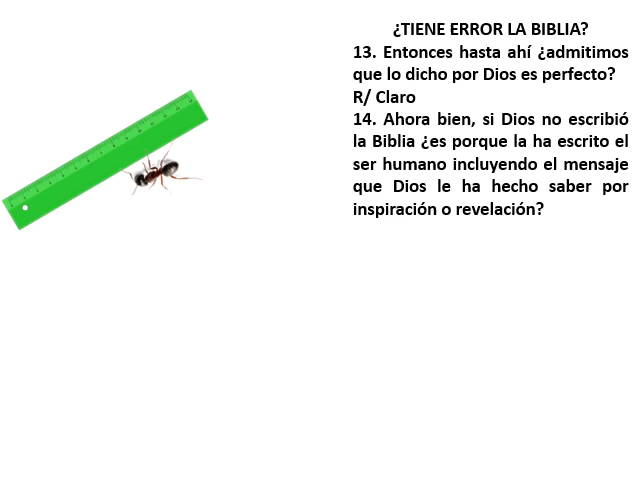 ¿TIENE ERROR LA BIBLIA?
13. Entonces hasta ahí ¿admitimos
que lo dicho por Dios es perfecto?
R/ Claro
14. Ahora bien, si Dios no escribió
la Biblia ¿es porque la ha escrito el
ser humano incluyendo el mensaje
que Dios le ha hecho saber por
inspiración o revelación?